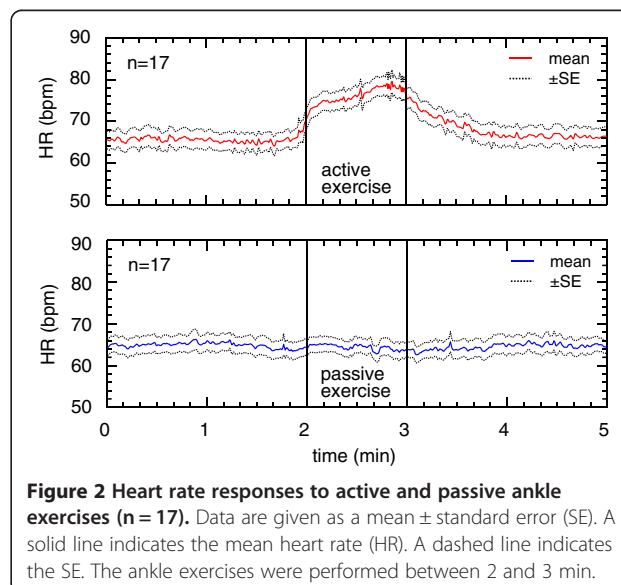 90
80
70
60
50
HR (bpm)
n=17
mean
±SE
active
exercise
90
80
70
60
50
HR (bpm)
n=17
mean
±SE
passive
exercise
0 1 2 3 4 5
time (min)
Figure 2 Heart rate responses to active and passive ankle
exercises (n = 17). Data are given as a mean ± standard error (SE). A
solid line indicates the mean heart rate (HR). A dashed line indicates
the SE. The ankle exercises were performed between 2 and 3 min.